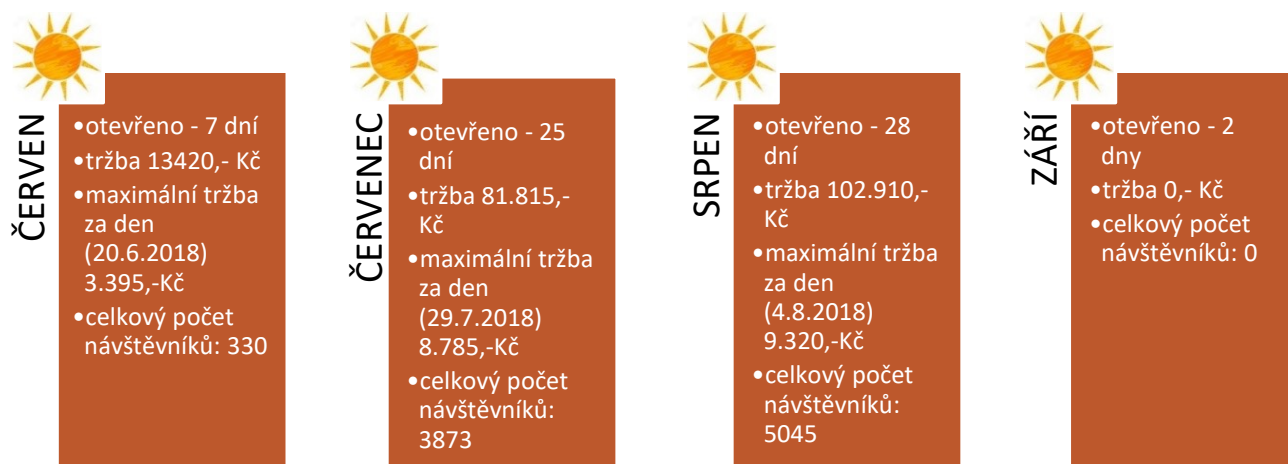 ČERVEN
•otevřeno - 7 dní
•tržba 13420,- Kč
•maximální tržba
za den
(20.6.2018)
3.395,-Kč
•celkový počet
návštěvníků: 330
ČERVENEC
•otevřeno - 25
dní
•tržba 81.815,-
Kč
•maximální tržba
za den
(29.7.2018)
8.785,-Kč
•celkový počet
návštěvníků:
3873
SRPEN
•otevřeno - 28
dní
•tržba 102.910,-
Kč
•maximální tržba
za den
(4.8.2018)
9.320,-Kč
•celkový počet
návštěvníků:
5045
ZÁŘÍ
•otevřeno - 2
dny
•tržba 0,- Kč
•celkový počet
návštěvníků: 0